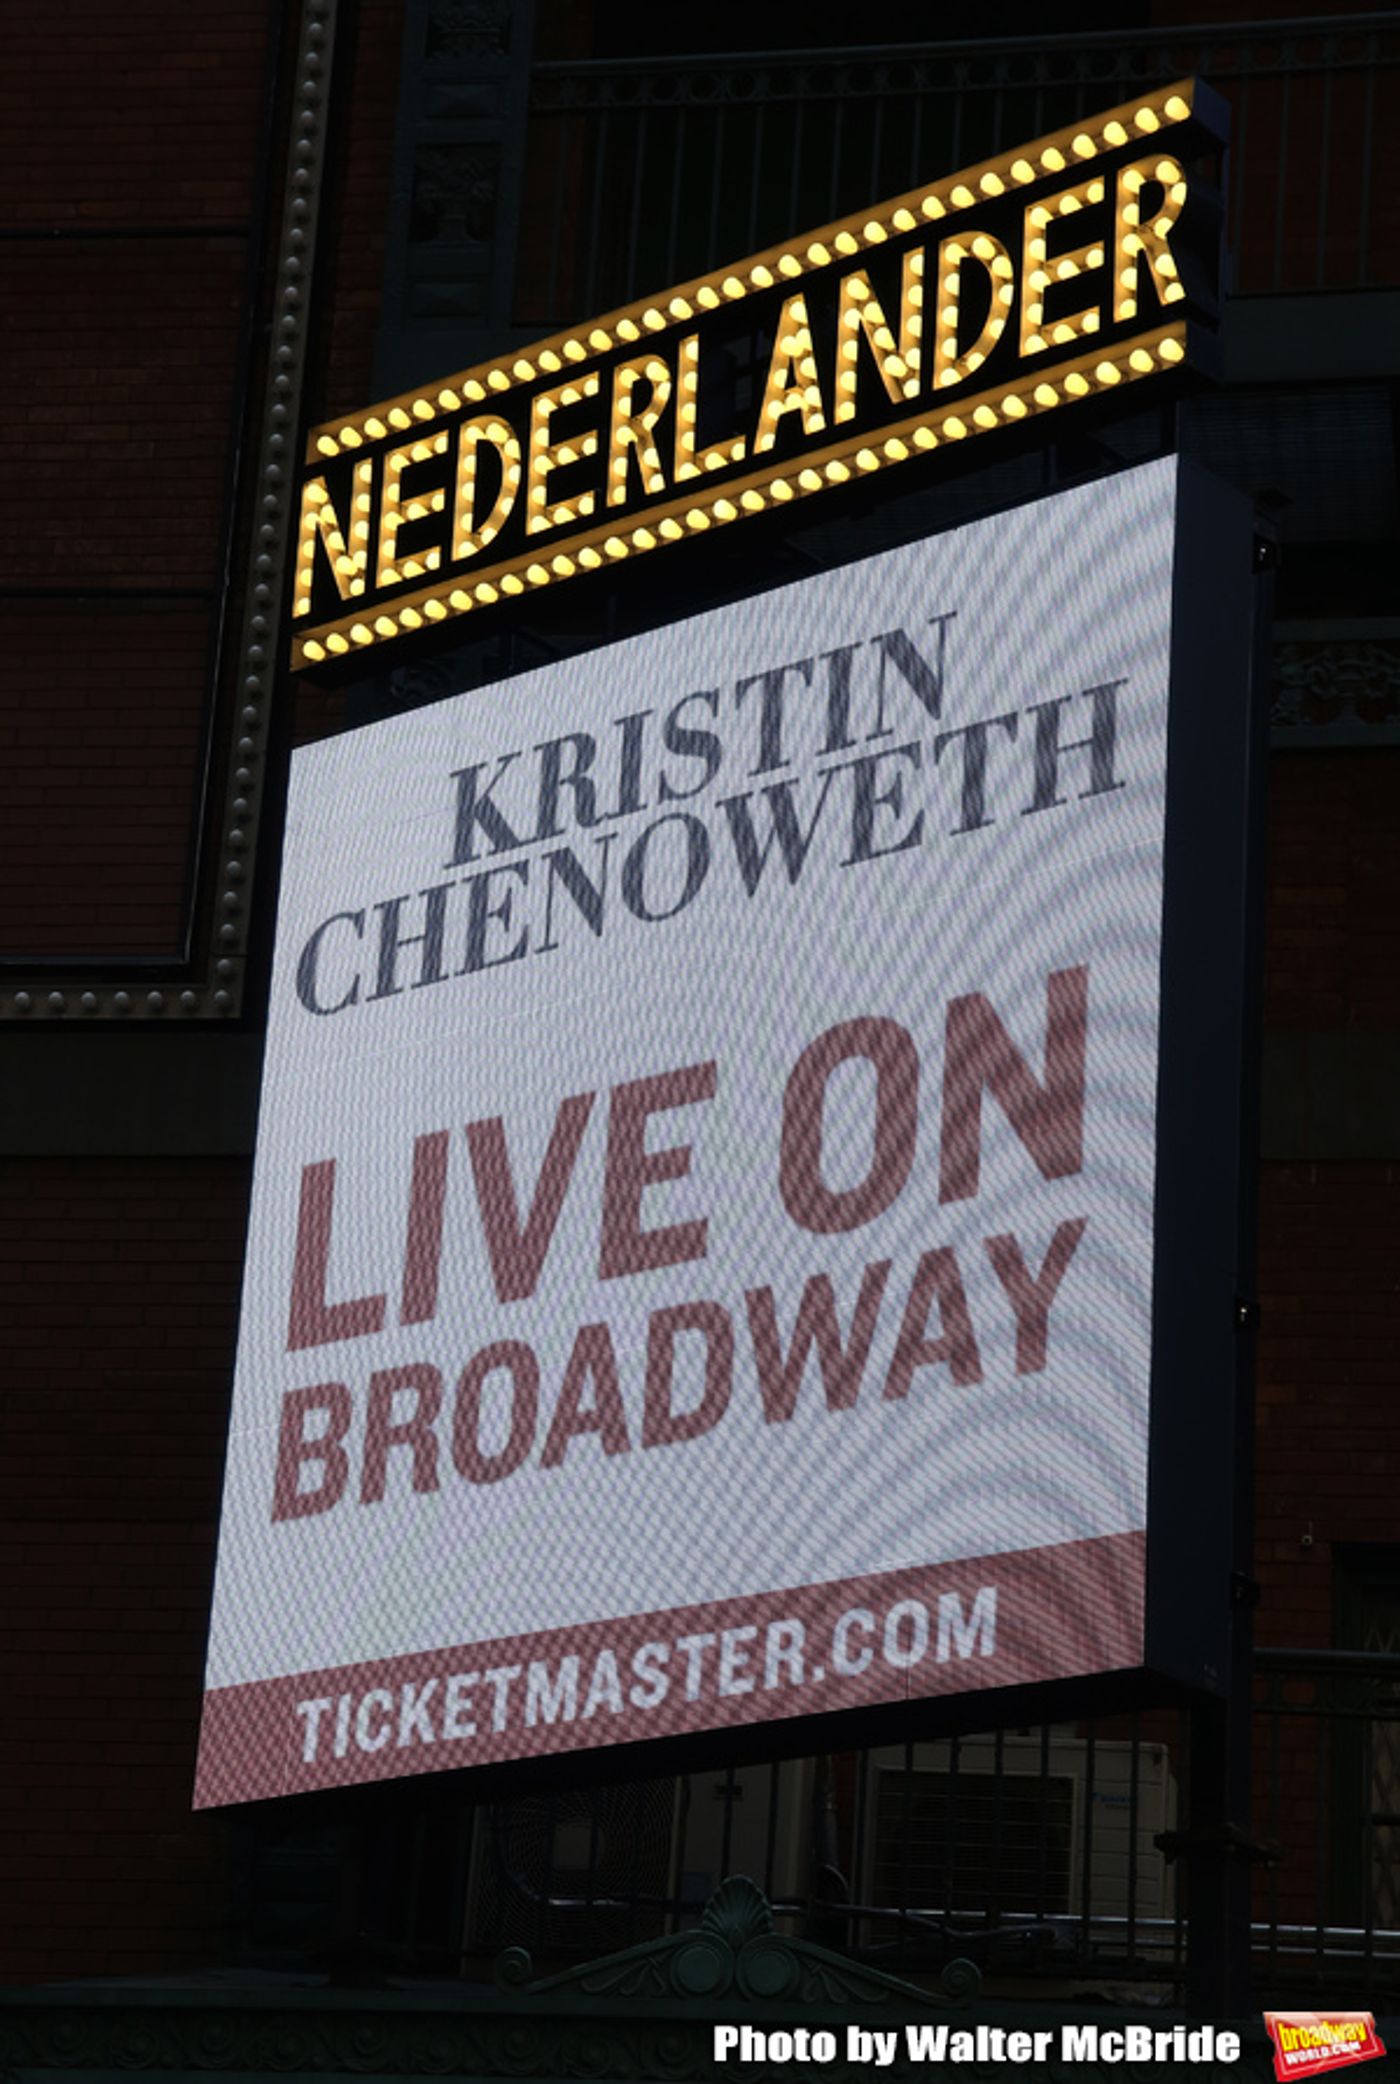 NEDERLANDER
KRISTIN
CHENOWETH
LIVE ON
BROADWAY
TICKETMASTER.COM
Photo by Walter McBride
broadway
WORLD.COM